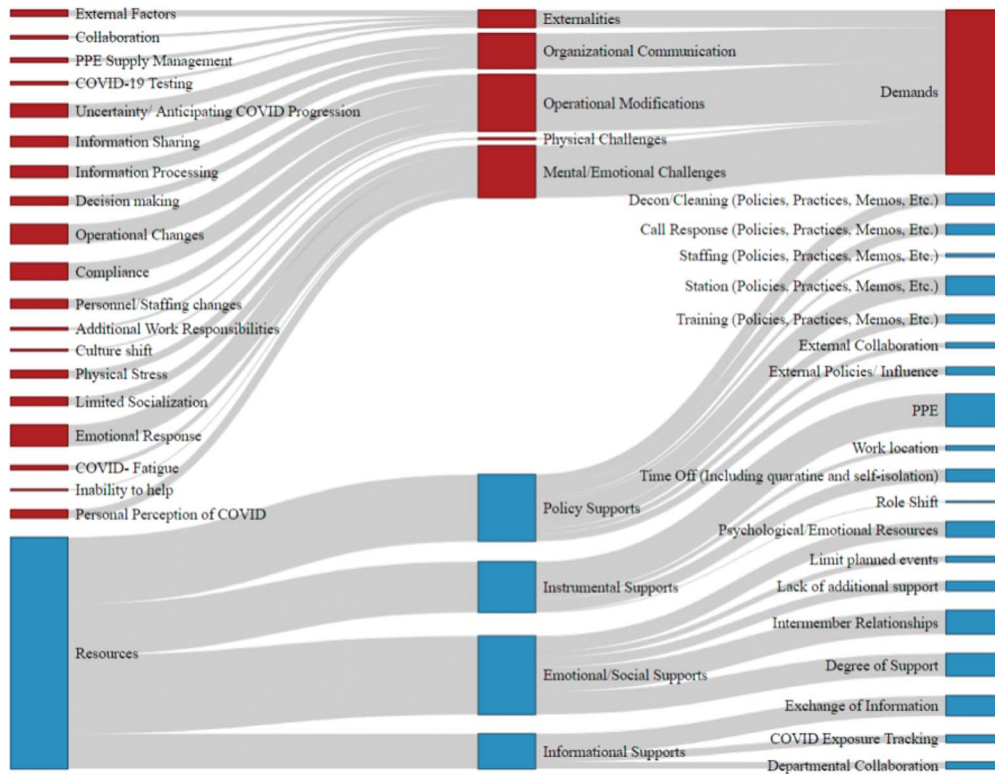 External Factors
Collaboration
PPE Supply Management
COVID-19 Testing
Uncertainty/ Anticipating COVID Progression
Information Sharing
Information Processing
Decision making
Operational Changes
Compliance
Personnel/Staffing changes
Additional Work Responsibilities
Culture shift
Physical Stress
Limited Socialization
Emotional Response
COVID- Fatigue
Inability to help
Personal Perception of COVID
Resources
Externalities
Organizational Communication
Operational Modifications
Physical Challenges
Mental/Emotional Challenges
Policy Supports
Instrumental Supports
Emotional/Social Supports
Informational Supports
Demands
Decon/Cleaning (Policies, Practices, Memos, Etc.)
Call Response (Policies, Practices, Memos, Etc.)
Staffing (Policies, Practices, Memos, Etc.)
Station (Policies, Practices, Memos, Etc.)
Training (Policies, Practices, Memos, Etc.)
External Collaboration
External Policies/ Influence
PPE
Work location
Time Off (Including quaratine and self-isolation)
Role Shift
Psychological/Emotional Resources
Limit planned events
Lack of additional support
Intermember Relationships
Degree of Support
Exchange of Information
COVID Exposure Tracking
Departmental Collaboration